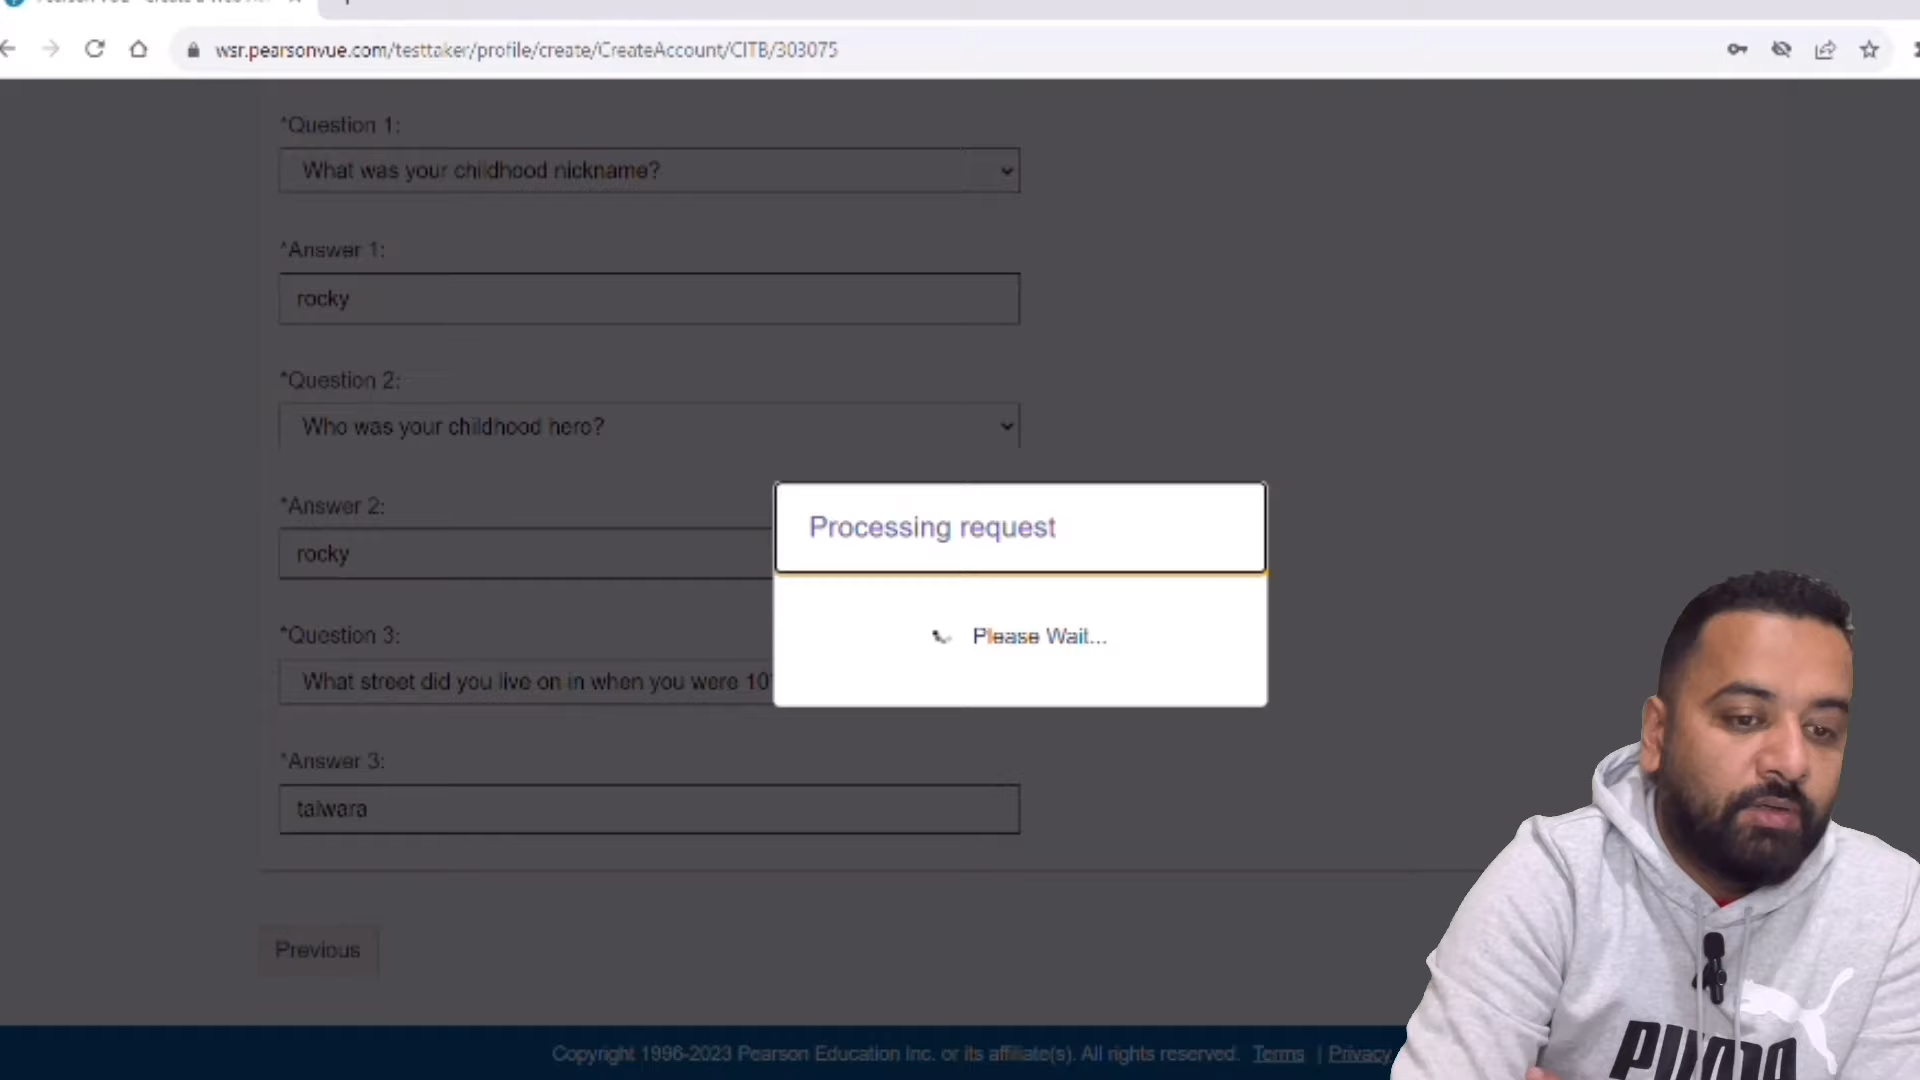 wsr.pearsonvue.com/testtaker/profile/create/CreateAccount/CITB/303075
*Question 1:
What was your childhood nickname?
*Answer 1:
rocky
*Question 2:
Who was your childhood hero?
*Answer 2:
rocky
*Question 3:
What street did you live on in when you were 10
*Answer 3:
talwara
Processing request
Please Wait...
Previous
Copyright 1996-2023 Pearson Education Inc. or its affiliate(s). All rights reserved. Terms | Privacy
PUMA